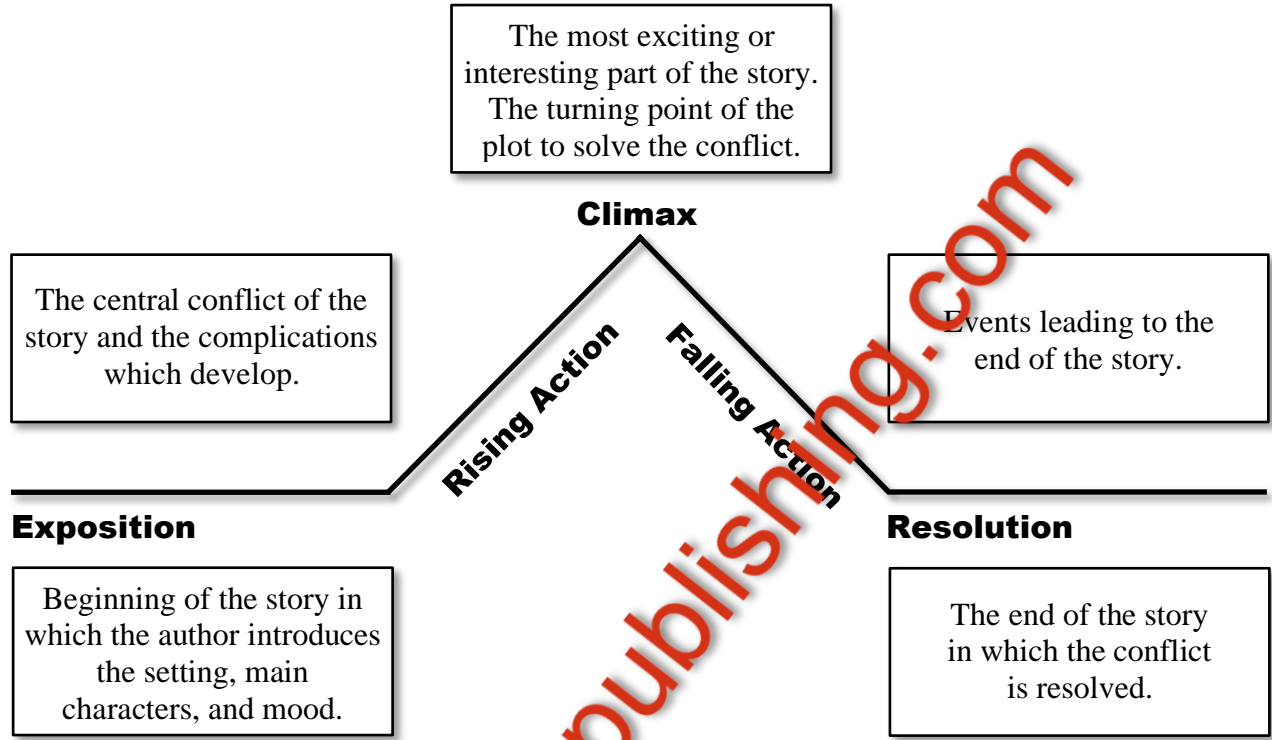 The most exciting or
interesting part of the story.
The turning point of the
plot to solve the conflict.
Climax
The central conflict of the
story and the complications
which develop.
Rising Action
Falling Action
Events leading to the
end of the story.
Exposition
Resolution
Beginning of the story in
which the author introduces
the setting, main
characters, and mood.
The end of the story
in which the conflict
is resolved.
publishing.com